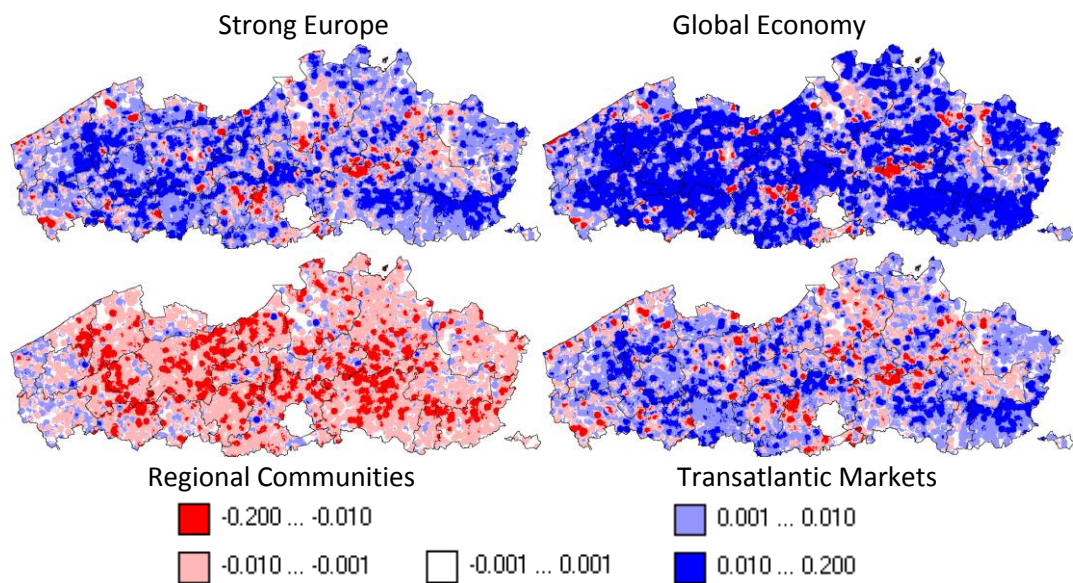 Strong Europe
Global Economy
Regional Communities
Transatlantic Markets
-0.200 ... -0.010
0.001 ... 0.010
-0.010 ... -0.001
-0.001 ... 0.001
0.010 ... 0.200